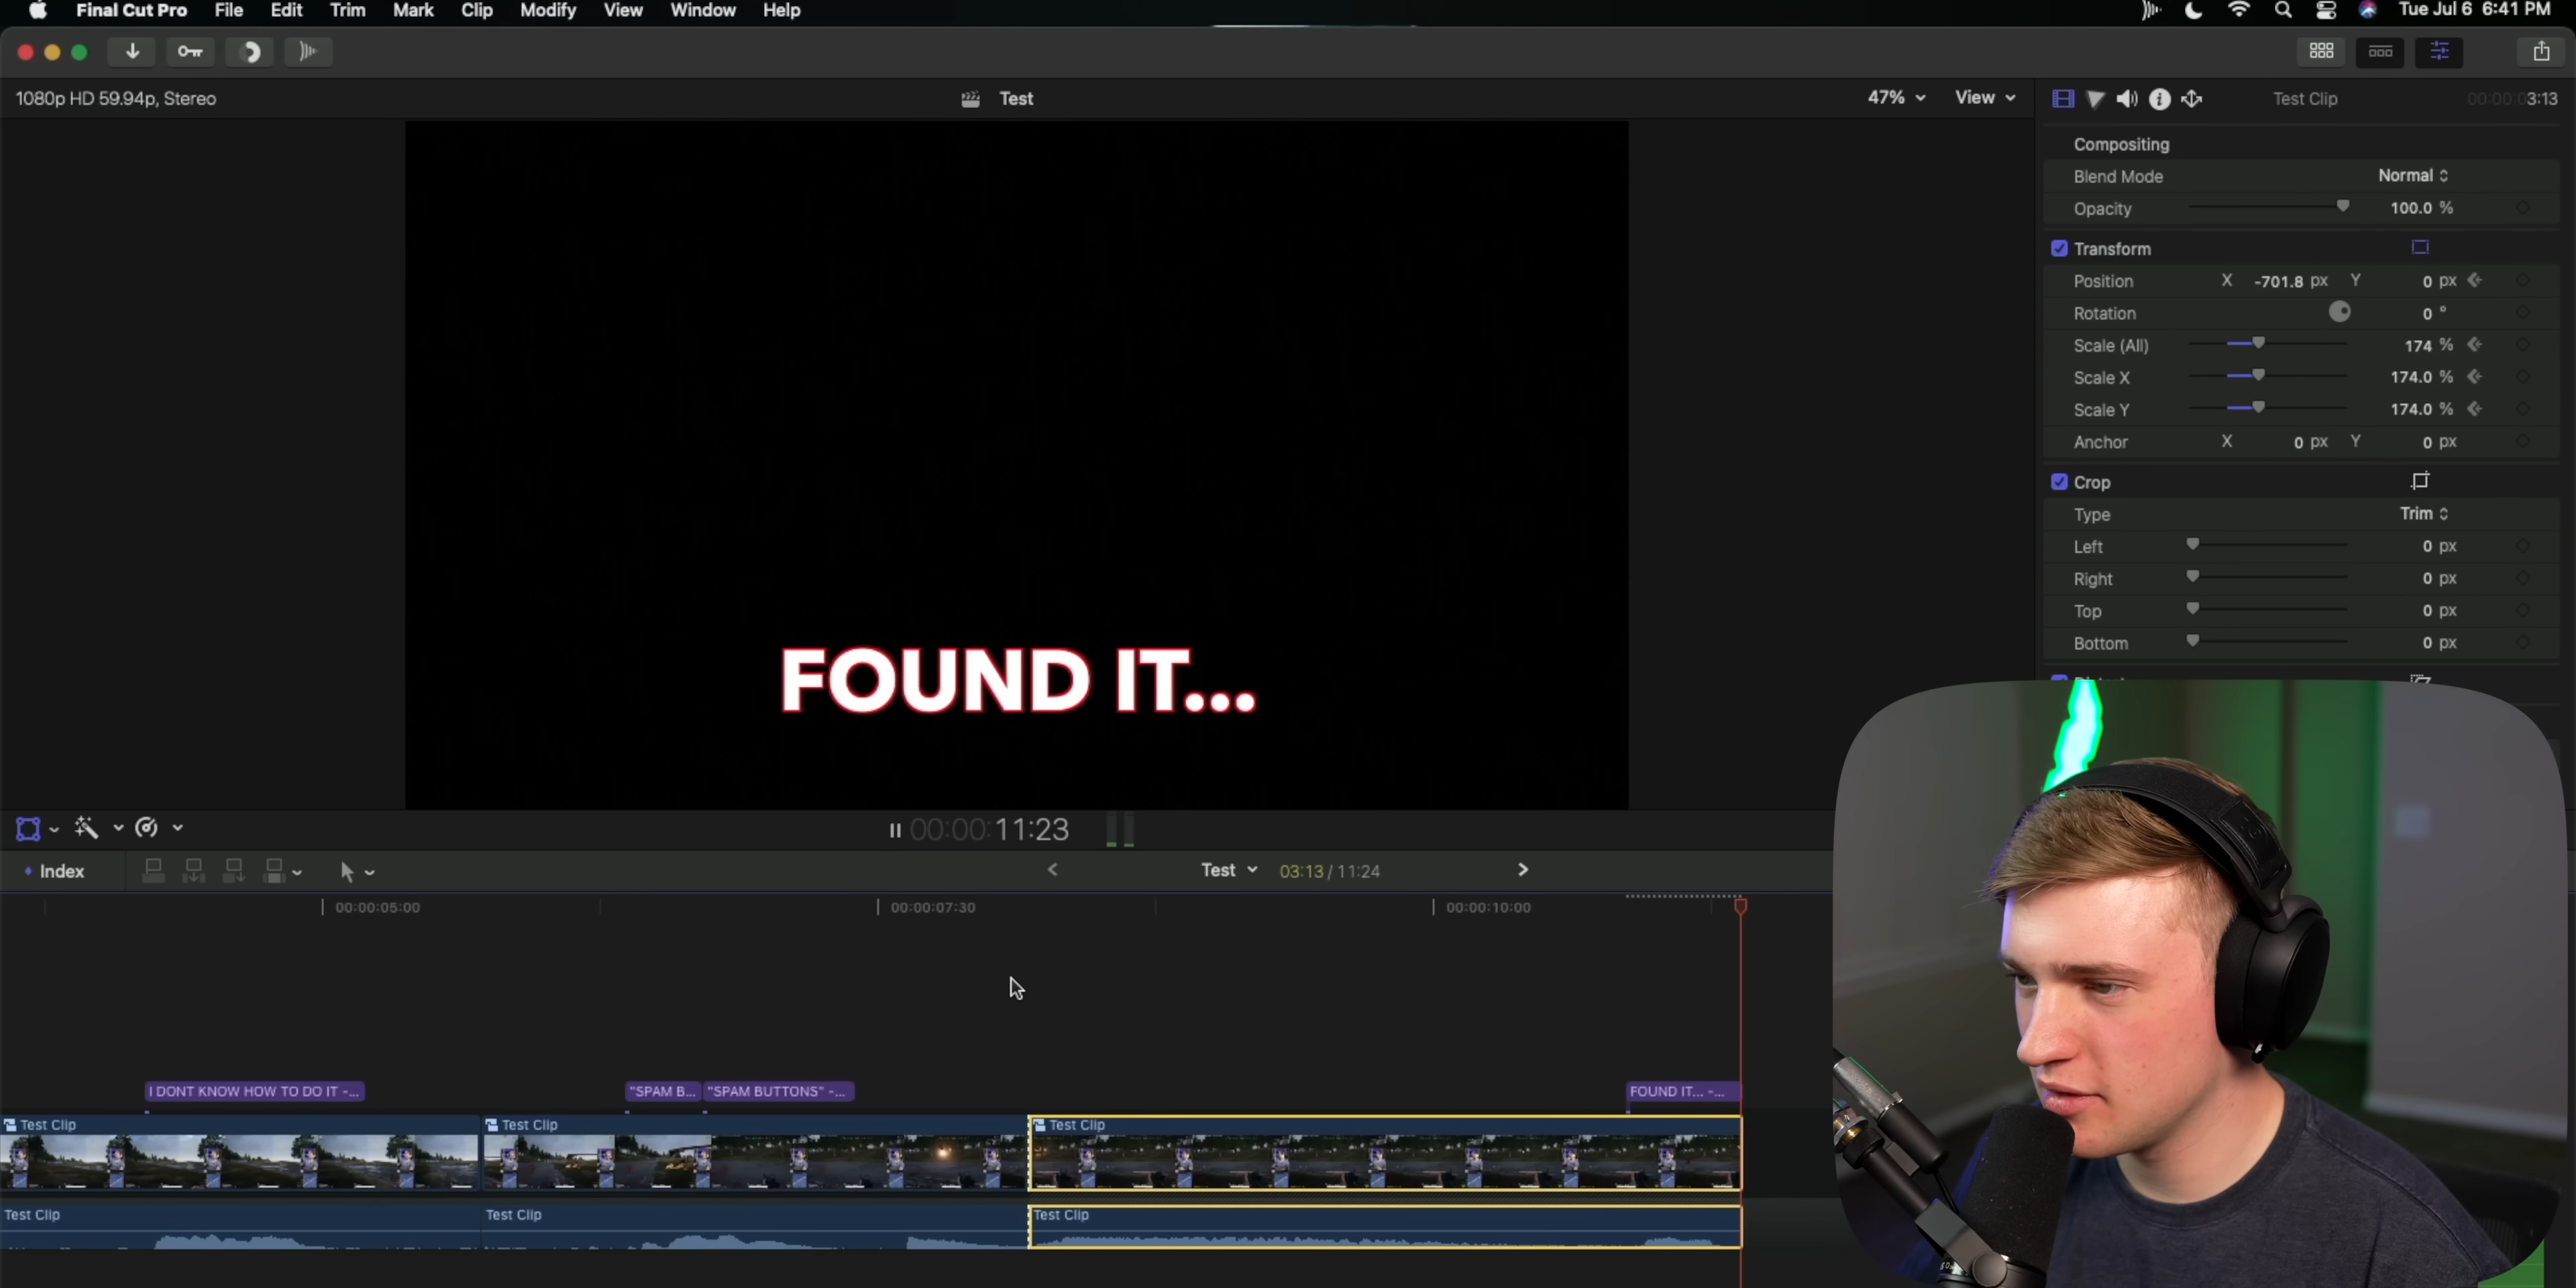 Final Cut Pro File Edit Trim Mark Clip Modify View Window Help Tue Jul 6 6:41 PM
1080p HD 59.94p, Stereo Test 47% View Test Clip 00:00:03:13
Compositing
Blend Mode Normal
Opacity 100.0 %
Transform
Position X -701.8 px Y 0 px
Rotation 0 °
Scale (All) 174 %
Scale X 174.0 %
Scale Y 174.0 %
Anchor X 0 px Y 0 px
Crop
Type Trim
Left 0 px
Right 0 px
Top 0 px
Bottom 0 px
FOUND IT...
00:00:11:23
Index Test 03:13 / 11:24
00:00:05:00 00:00:07:30 00:00:10:00
I DONT KNOW HOW TO DO IT -... "SPAM B... "SPAM BUTTONS" -... FOUND IT... -...
Test Clip Test Clip Test Clip
Test Clip Test Clip Test Clip